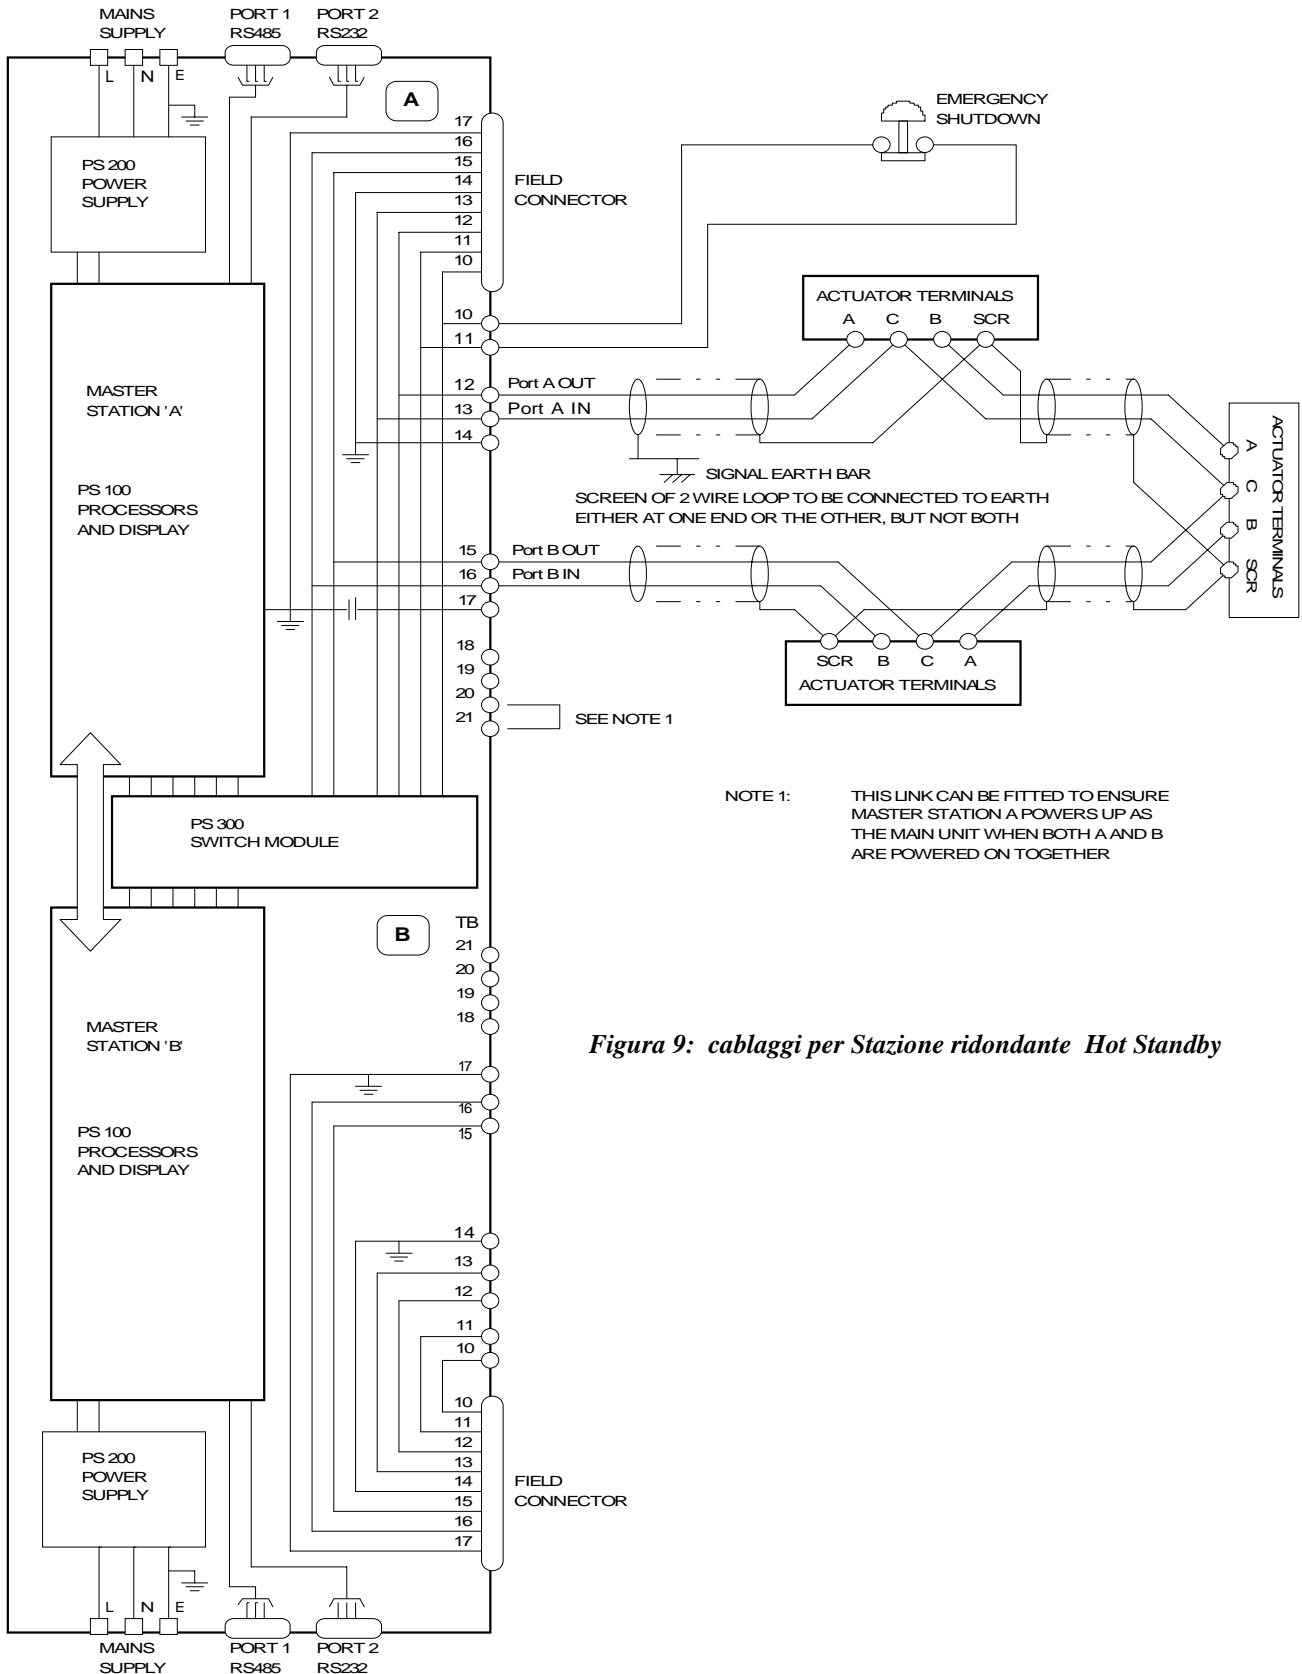 MAINS
SUPPLY
PORT 1
RS485
PORT 2
RS232
L N E
A
PS 200
POWER
SUPPLY
17
16
15
14
13
12
11
10
FIELD
CONNECTOR
EMERGENCY
SHUTDOWN
MASTER
STATION 'A'
PS 100
PROCESSORS
AND DISPLAY
10
11
12 Port A OUT
13 Port A IN
14
ACTUATOR TERMINALS
A C B SCR
SIGNAL EARTH BAR
SCREEN OF 2 WIRE LOOP TO BE CONNECTED TO EARTH
EITHER AT ONE END OR THE OTHER, BUT NOT BOTH
A C B SCR
ACTUATOR TERMINALS
15 Port B OUT
16 Port B IN
17
18
19
20
21
SEE NOTE 1
SCR B C A
ACTUATOR TERMINALS
NOTE 1: THIS LINK CAN BE FITTED TO ENSURE
MASTER STATION A POWERS UP AS
THE MAIN UNIT WHEN BOTH A AND B
ARE POWERED ON TOGETHER
PS 300
SWITCH MODULE
B
TB
21
20
19
18
17
16
15
14
13
12
11
10
Figura 9: cablaggi per Stazione ridondante Hot Standby
MASTER
STATION 'B'
PS 100
PROCESSORS
AND DISPLAY
10
11
12
13
14
15
16
17
FIELD
CONNECTOR
PS 200
POWER
SUPPLY
L N E
MAINS
SUPPLY
PORT 1
RS485
PORT 2
RS232